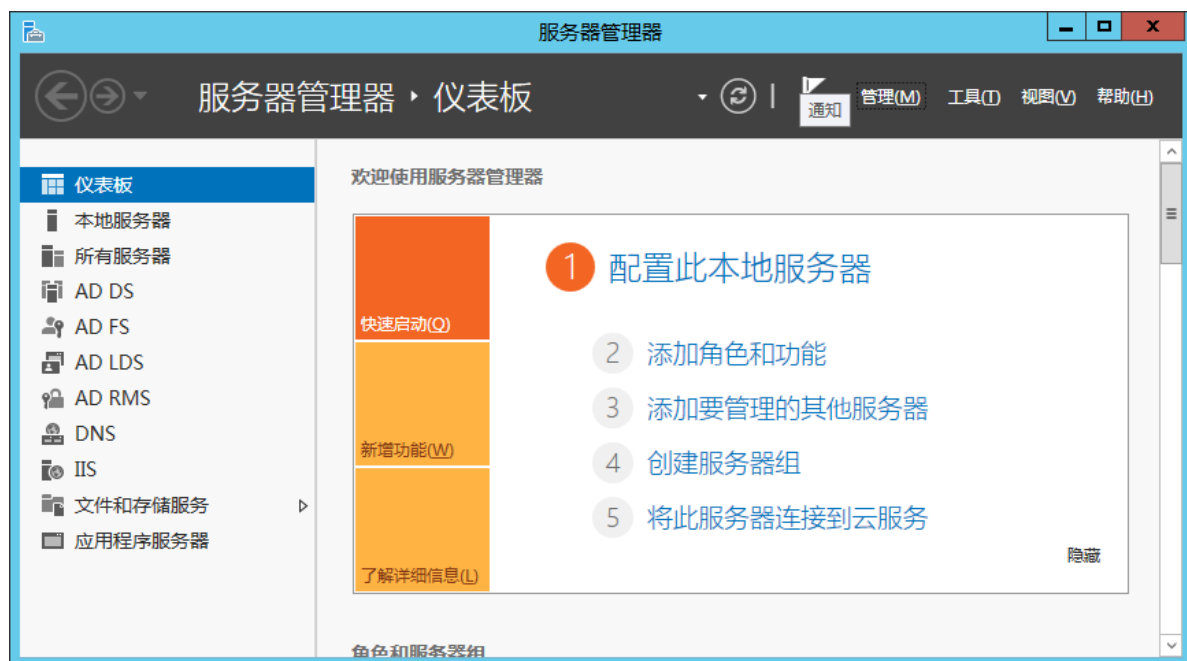 服务器管理器
服务器管理器 ‣ 仪表板
通知
管理(M) 工具(T) 视图(V) 帮助(H)
仪表板
本地服务器
所有服务器
AD DS
AD FS
AD LDS
AD RMS
DNS
IIS
文件和存储服务
应用程序服务器
欢迎使用服务器管理器
快速启动(Q)
新增功能(W)
了解详细信息(L)
1 配置此本地服务器
2 添加角色和功能
3 添加要管理的其他服务器
4 创建服务器组
5 将此服务器连接到云服务
隐藏
角色和服务器组